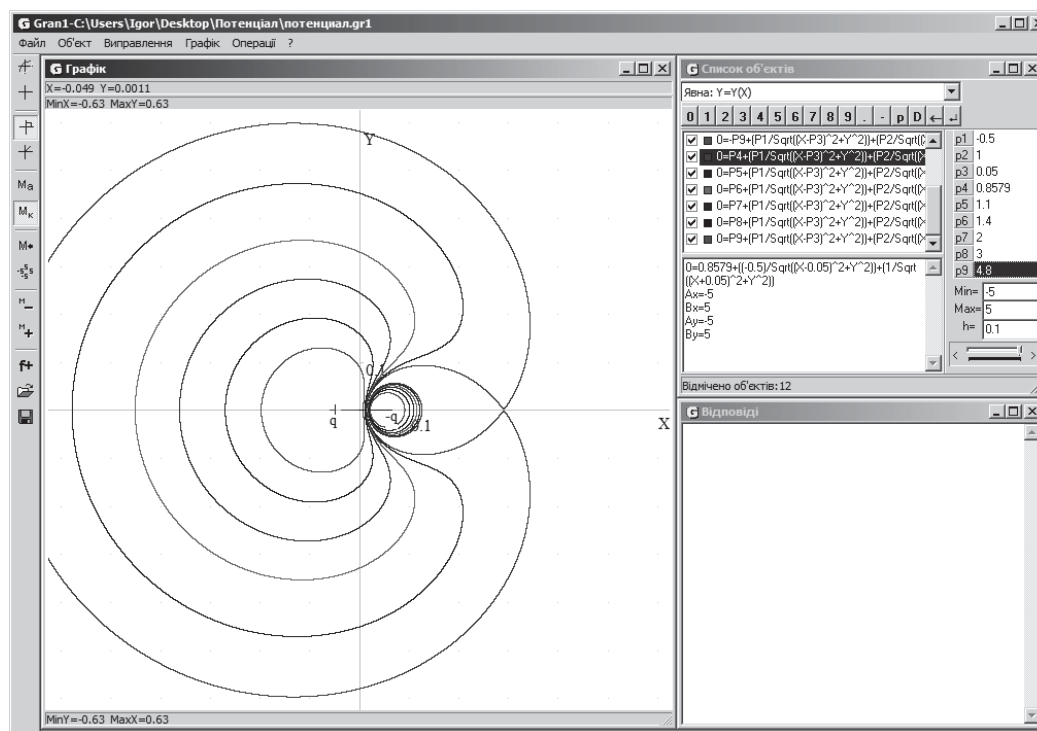 Gran1-C:\Users\Igor\Desktop\Потенціал\потенциал.gr1
Файл Об'єкт Виправлення Графік Операції ?
Графік
X=-0.049 Y=0.0011
MinX=-0.63 MaxY=0.63
Y
0.1
q
-q
0.1
X
MinY=-0.63 MaxX=0.63
Ma
Mк
M
M
M
f+
Список об'єктів
Явна: Y=Y(X)
0 1 2 3 4 5 6 7 8 9 . - p D
0=-P9+(P1/Sqrt((X-P3)^2+Y^2))+(P2/Sqrt((
0=P4+(P1/Sqrt((X-P3)^2+Y^2))+(P2/Sqrt((X
0=P5+(P1/Sqrt((X-P3)^2+Y^2))+(P2/Sqrt((X
0=P6+(P1/Sqrt((X-P3)^2+Y^2))+(P2/Sqrt((X
0=P7+(P1/Sqrt((X-P3)^2+Y^2))+(P2/Sqrt((X
0=P8+(P1/Sqrt((X-P3)^2+Y^2))+(P2/Sqrt((X
0=P9+(P1/Sqrt((X-P3)^2+Y^2))+(P2/Sqrt((X
p1 -0.5
p2 1
p3 0.05
p4 0.8579
p5 1.1
p6 1.4
p7 2
p8 3
p9 4.8
Min= -5
Max= 5
h= 0.1
0=0.8579+((-0.5)/Sqrt((X-0.05)^2+Y^2))+(1/Sqrt
((X+0.05)^2+Y^2))
Ax=-5
Bx=5
Ay=-5
By=5
Відмічено об'єктів:12
Відповіді